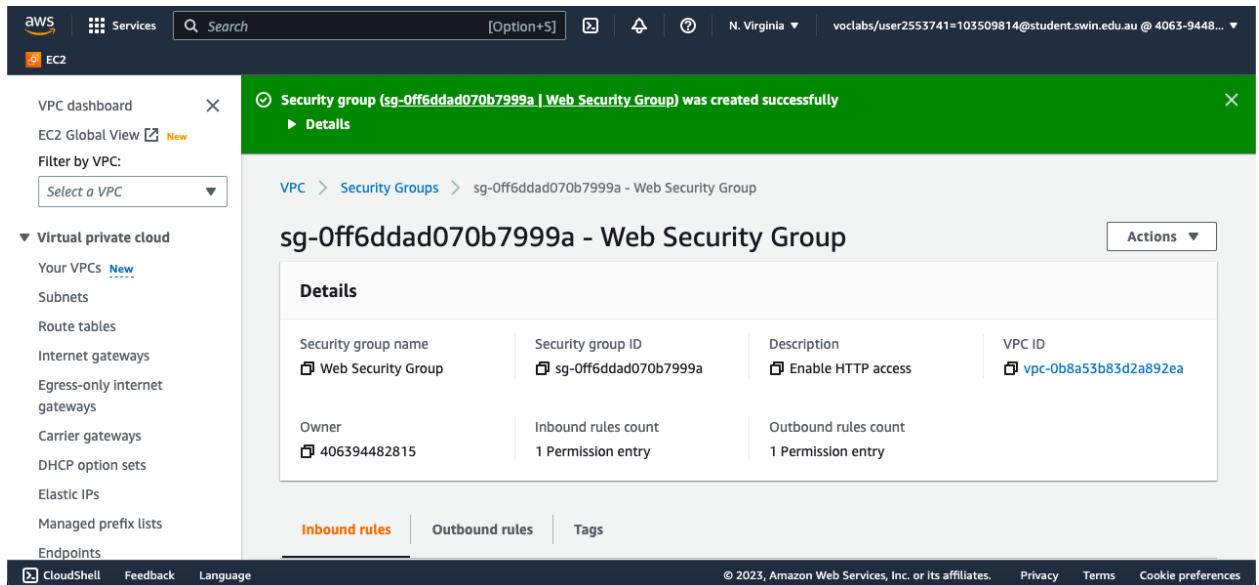 aws Services Search [Option+S] N. Virginia ▼ voclabs/user2553741=103509814@student.swin.edu.au @ 4063-9448... ▼
EC2
VPC dashboard
EC2 Global View New
Filter by VPC:
Select a VPC
Virtual private cloud
Your VPCs New
Subnets
Route tables
Internet gateways
Egress-only internet
gateways
Carrier gateways
DHCP option sets
Elastic IPs
Managed prefix lists
Endpoints
Security group (sg-0ff6ddad070b7999a | Web Security Group) was created successfully
Details
VPC > Security Groups > sg-0ff6ddad070b7999a - Web Security Group
sg-0ff6ddad070b7999a - Web Security Group
Actions
Details
Security group name
Web Security Group
Security group ID
sg-0ff6ddad070b7999a
Description
Enable HTTP access
VPC ID
vpc-0b8a53b83d2a892ea
Owner
406394482815
Inbound rules count
1 Permission entry
Outbound rules count
1 Permission entry
Inbound rules Outbound rules Tags
CloudShell Feedback Language © 2023, Amazon Web Services, Inc. or its affiliates. Privacy Terms Cookie preferences